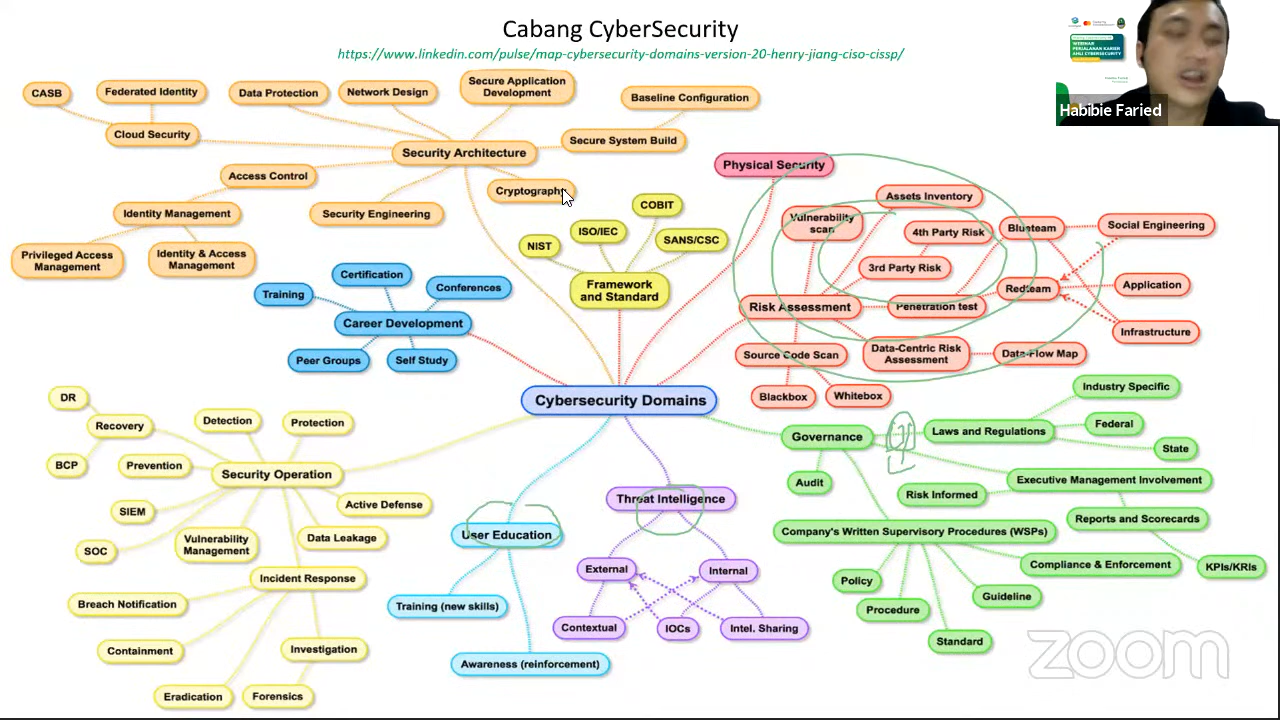 Cabang CyberSecurity
https://www.linkedin.com/pulse/map-cybersecurity-domains-version-20-henry-jiang-ciso-cissp/
WEBINAR
PERJALANAN KARIER
AHLI CYBERSECURITY
Habibie Faried
CASB
Federated Identity
Data Protection
Network Design
Secure Application
Development
Baseline Configuration
Cloud Security
Security Architecture
Secure System Build
Access Control
Cryptography
Identity Management
Security Engineering
Privileged Access
Management
Identity & Access
Management
Physical Security
NIST
ISO/IEC
COBIT
SANS/CSC
Framework
and Standard
Vulnerability
scan
Assets Inventory
4th Party Risk
3rd Party Risk
Blueteam
Social Engineering
Redteam
Application
Infrastructure
Risk Assessment
Penetration test
Source Code Scan
Data-Centric Risk
Assessment
Data-Flow Map
Blackbox
Whitebox
Certification
Training
Conferences
Career Development
Peer Groups
Self Study
Cybersecurity Domains
DR
Recovery
Detection
Protection
BCP
Prevention
Security Operation
SIEM
Active Defense
SOC
Vulnerability
Management
Data Leakage
Incident Response
Breach Notification
Containment
Investigation
Eradication
Forensics
User Education
Training (new skills)
Awareness (reinforcement)
Threat Intelligence
External
Internal
Contextual
IOCs
Intel. Sharing
Governance
Laws and Regulations
Industry Specific
Federal
State
Audit
Executive Management Involvement
Risk Informed
Reports and Scorecards
KPIs/KRIs
Company's Written Supervisory Procedures (WSPs)
Compliance & Enforcement
Policy
Procedure
Guideline
Standard
zoom